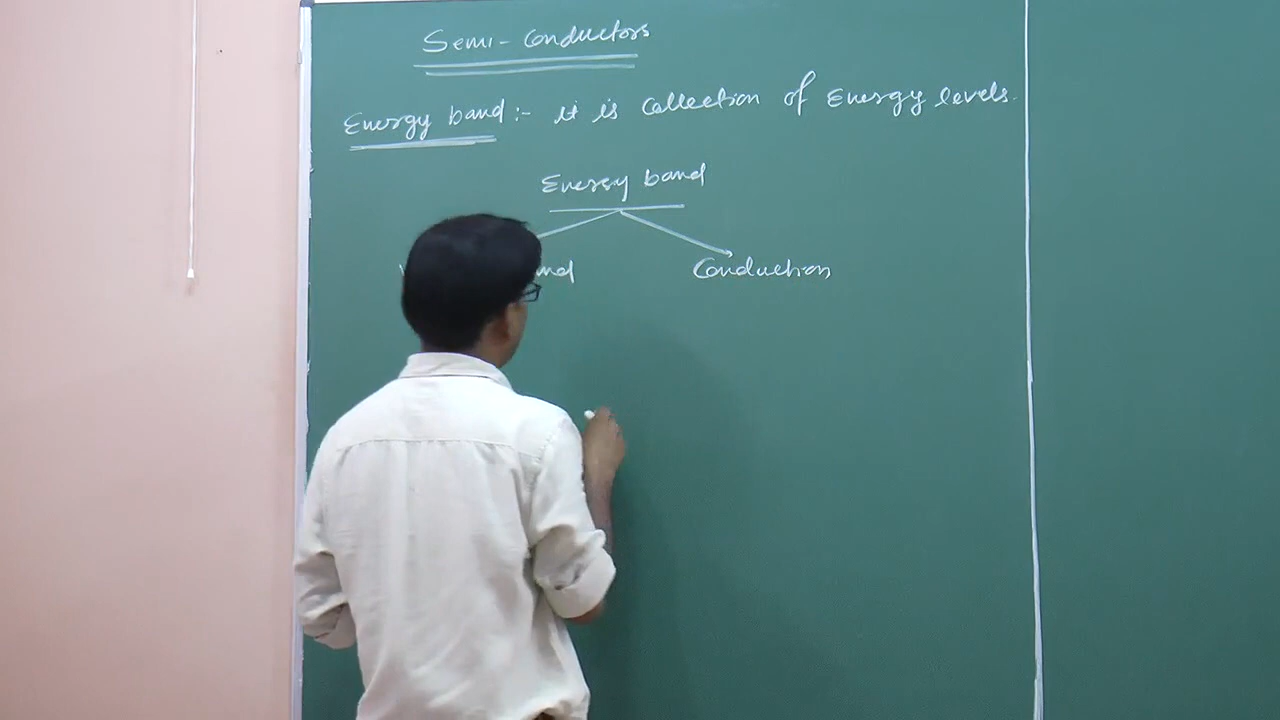 Semi-Conductors
Energy band:- it is Collection of Energy levels.
Energy band
Conduction